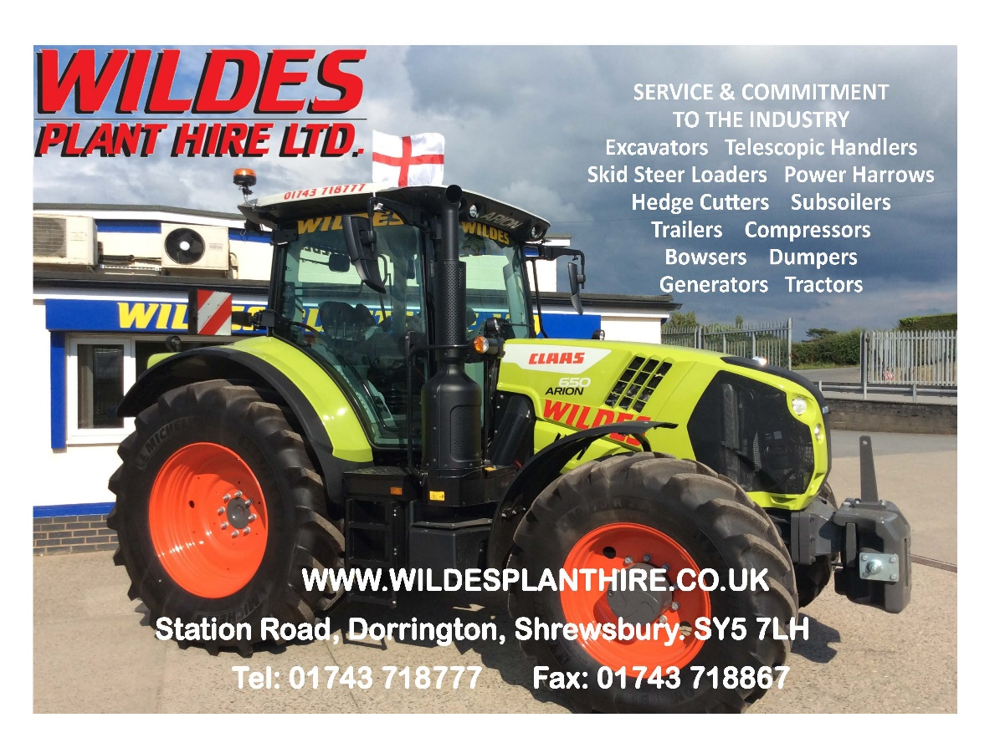 WILDES
PLANT HIRE LTD.
SERVICE & COMMITMENT
TO THE INDUSTRY
Excavators Telescopic Handlers
Skid Steer Loaders Power Harrows
Hedge Cutters Subsoilers
Trailers Compressors
Bowsers Dumpers
Generators Tractors
01743 718777
WILDES
WILDES
ARION
CLAAS
650
ARION
WILDES
WWW.WILDESPLANTHIRE.CO.UK
Station Road, Dorrington, Shrewsbury. SY5 7LH
Tel: 01743 718777 Fax: 01743 718867